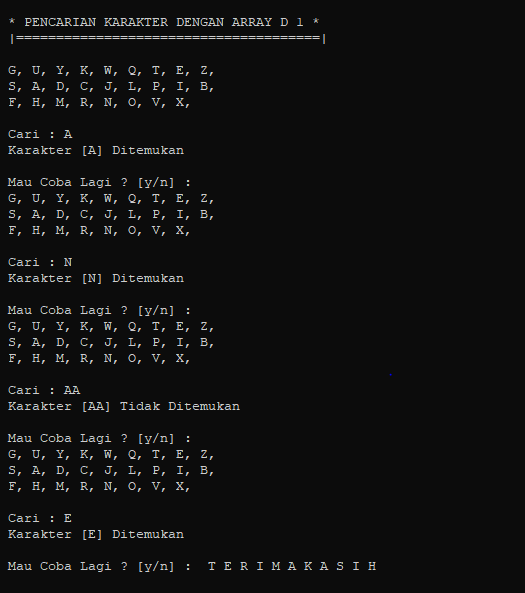 * PENCARIAN KARAKTER DENGAN ARRAY D 1 *
|======================================|
G, U, Y, K, W, Q, T, E, Z,
S, A, D, C, J, L, P, I, B,
F, H, M, R, N, O, V, X,
Cari : A
Karakter [A] Ditemukan
Mau Coba Lagi ? [y/n] :
G, U, Y, K, W, Q, T, E, Z,
S, A, D, C, J, L, P, I, B,
F, H, M, R, N, O, V, X,
Cari : N
Karakter [N] Ditemukan
Mau Coba Lagi ? [y/n] :
G, U, Y, K, W, Q, T, E, Z,
S, A, D, C, J, L, P, I, B,
F, H, M, R, N, O, V, X,
Cari : AA
Karakter [AA] Tidak Ditemukan
Mau Coba Lagi ? [y/n] :
G, U, Y, K, W, Q, T, E, Z,
S, A, D, C, J, L, P, I, B,
F, H, M, R, N, O, V, X,
Cari : E
Karakter [E] Ditemukan
Mau Coba Lagi ? [y/n] :  T E R I M A K A S I H